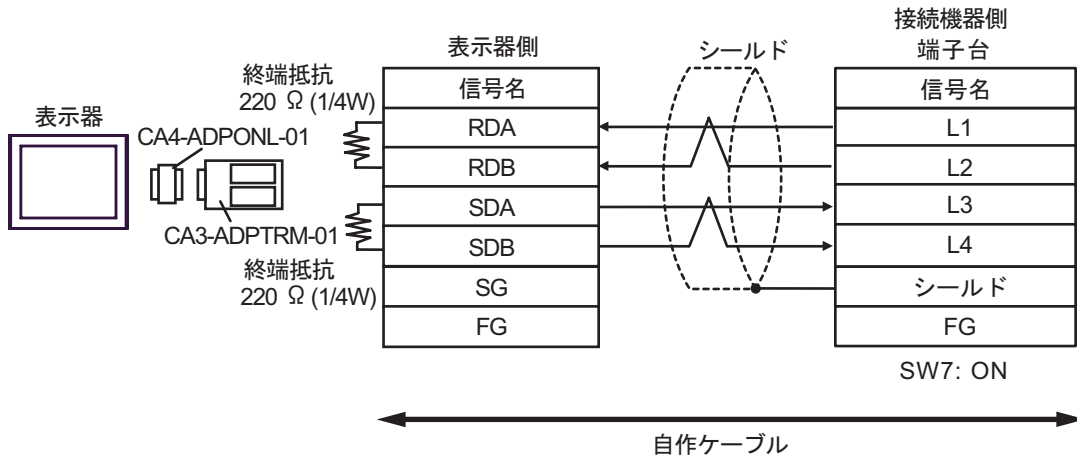 表示器
CA4-ADPONL-01
CA3-ADPTRM-01
終端抵抗
220 Ω (1/4W)
終端抵抗
220 Ω (1/4W)
表示器側
信号名
RDA
RDB
SDA
SDB
SG
FG
シールド
接続機器側
端子台
信号名
L1
L2
L3
L4
シールド
FG
SW7: ON
自作ケーブル